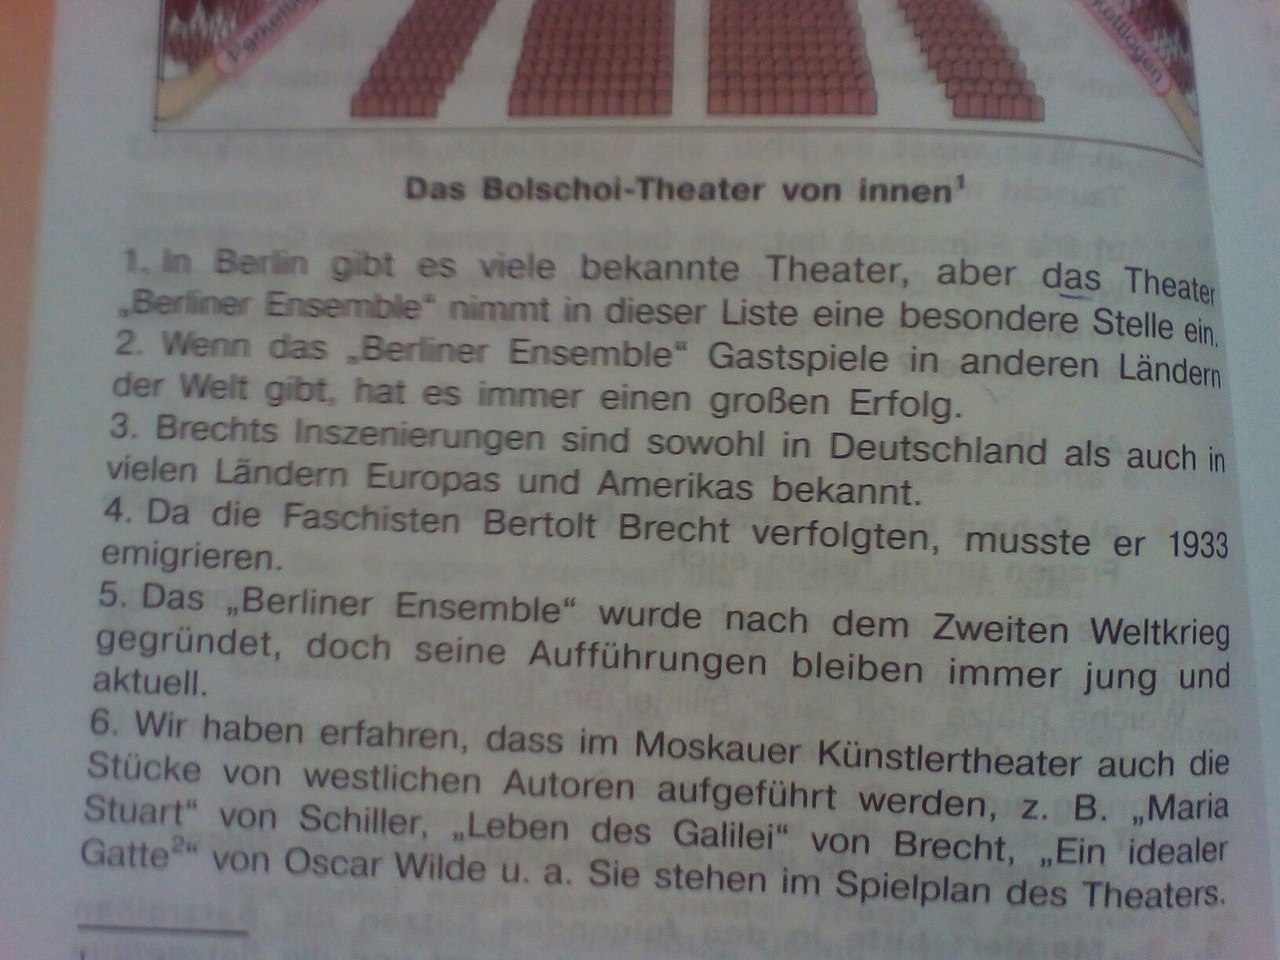 Das Bolschoi-Theater von innen¹
1. In Berlin gibt es viele bekannte Theater, aber das Theater
„Berliner Ensemble“ nimmt in dieser Liste eine besondere Stelle ein.
2. Wenn das „Berliner Ensemble“ Gastspiele in anderen Ländern
der Welt gibt, hat es immer einen großen Erfolg.
3. Brechts Inszenierungen sind sowohl in Deutschland als auch in
vielen Ländern Europas und Amerikas bekannt.
4. Da die Faschisten Bertolt Brecht verfolgten, musste er 1933
emigrieren.
5. Das „Berliner Ensemble“ wurde nach dem Zweiten Weltkrieg
gegründet, doch seine Aufführungen bleiben immer jung und
aktuell.
6. Wir haben erfahren, dass im Moskauer Künstlertheater auch die
Stücke von westlichen Autoren aufgeführt werden, z. B. „Maria
Stuart“ von Schiller, „Leben des Galilei“ von Brecht, „Ein idealer
Gatte²“ von Oscar Wilde u. a. Sie stehen im Spielplan des Theaters.